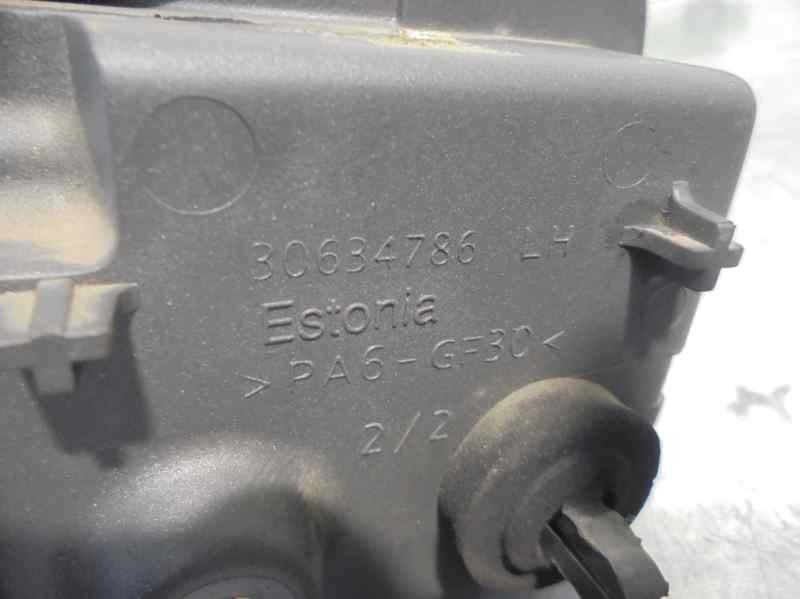 30634786 LH
Estonia
>PA6-GF30<
2/2